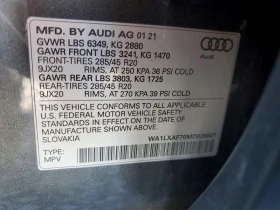 MFD. BY AUDI AG 01 21
GVWR LBS 6349, KG 2880
GAWR FRONT LBS 3241, KG 1470
FRONT-TIRES 285/45 R20
9JX20 RIMS, AT 250 KPA 36 PSI COLD
GAWR REAR LBS 3803, KG 1725
REAR-TIRES 285/45 R20
9JX20 RIMS, AT 270 KPA 39 PSI COLD
THIS VEHICLE CONFORMS TO ALL APPLICABLE
U.S. FEDERAL MOTOR VEHICLE SAFETY
STANDARDS IN EFFECT ON THE DATE OF
MANUFACTURE SHOWN ABOVE.
SLOVAKIA
TYPE:
MPV